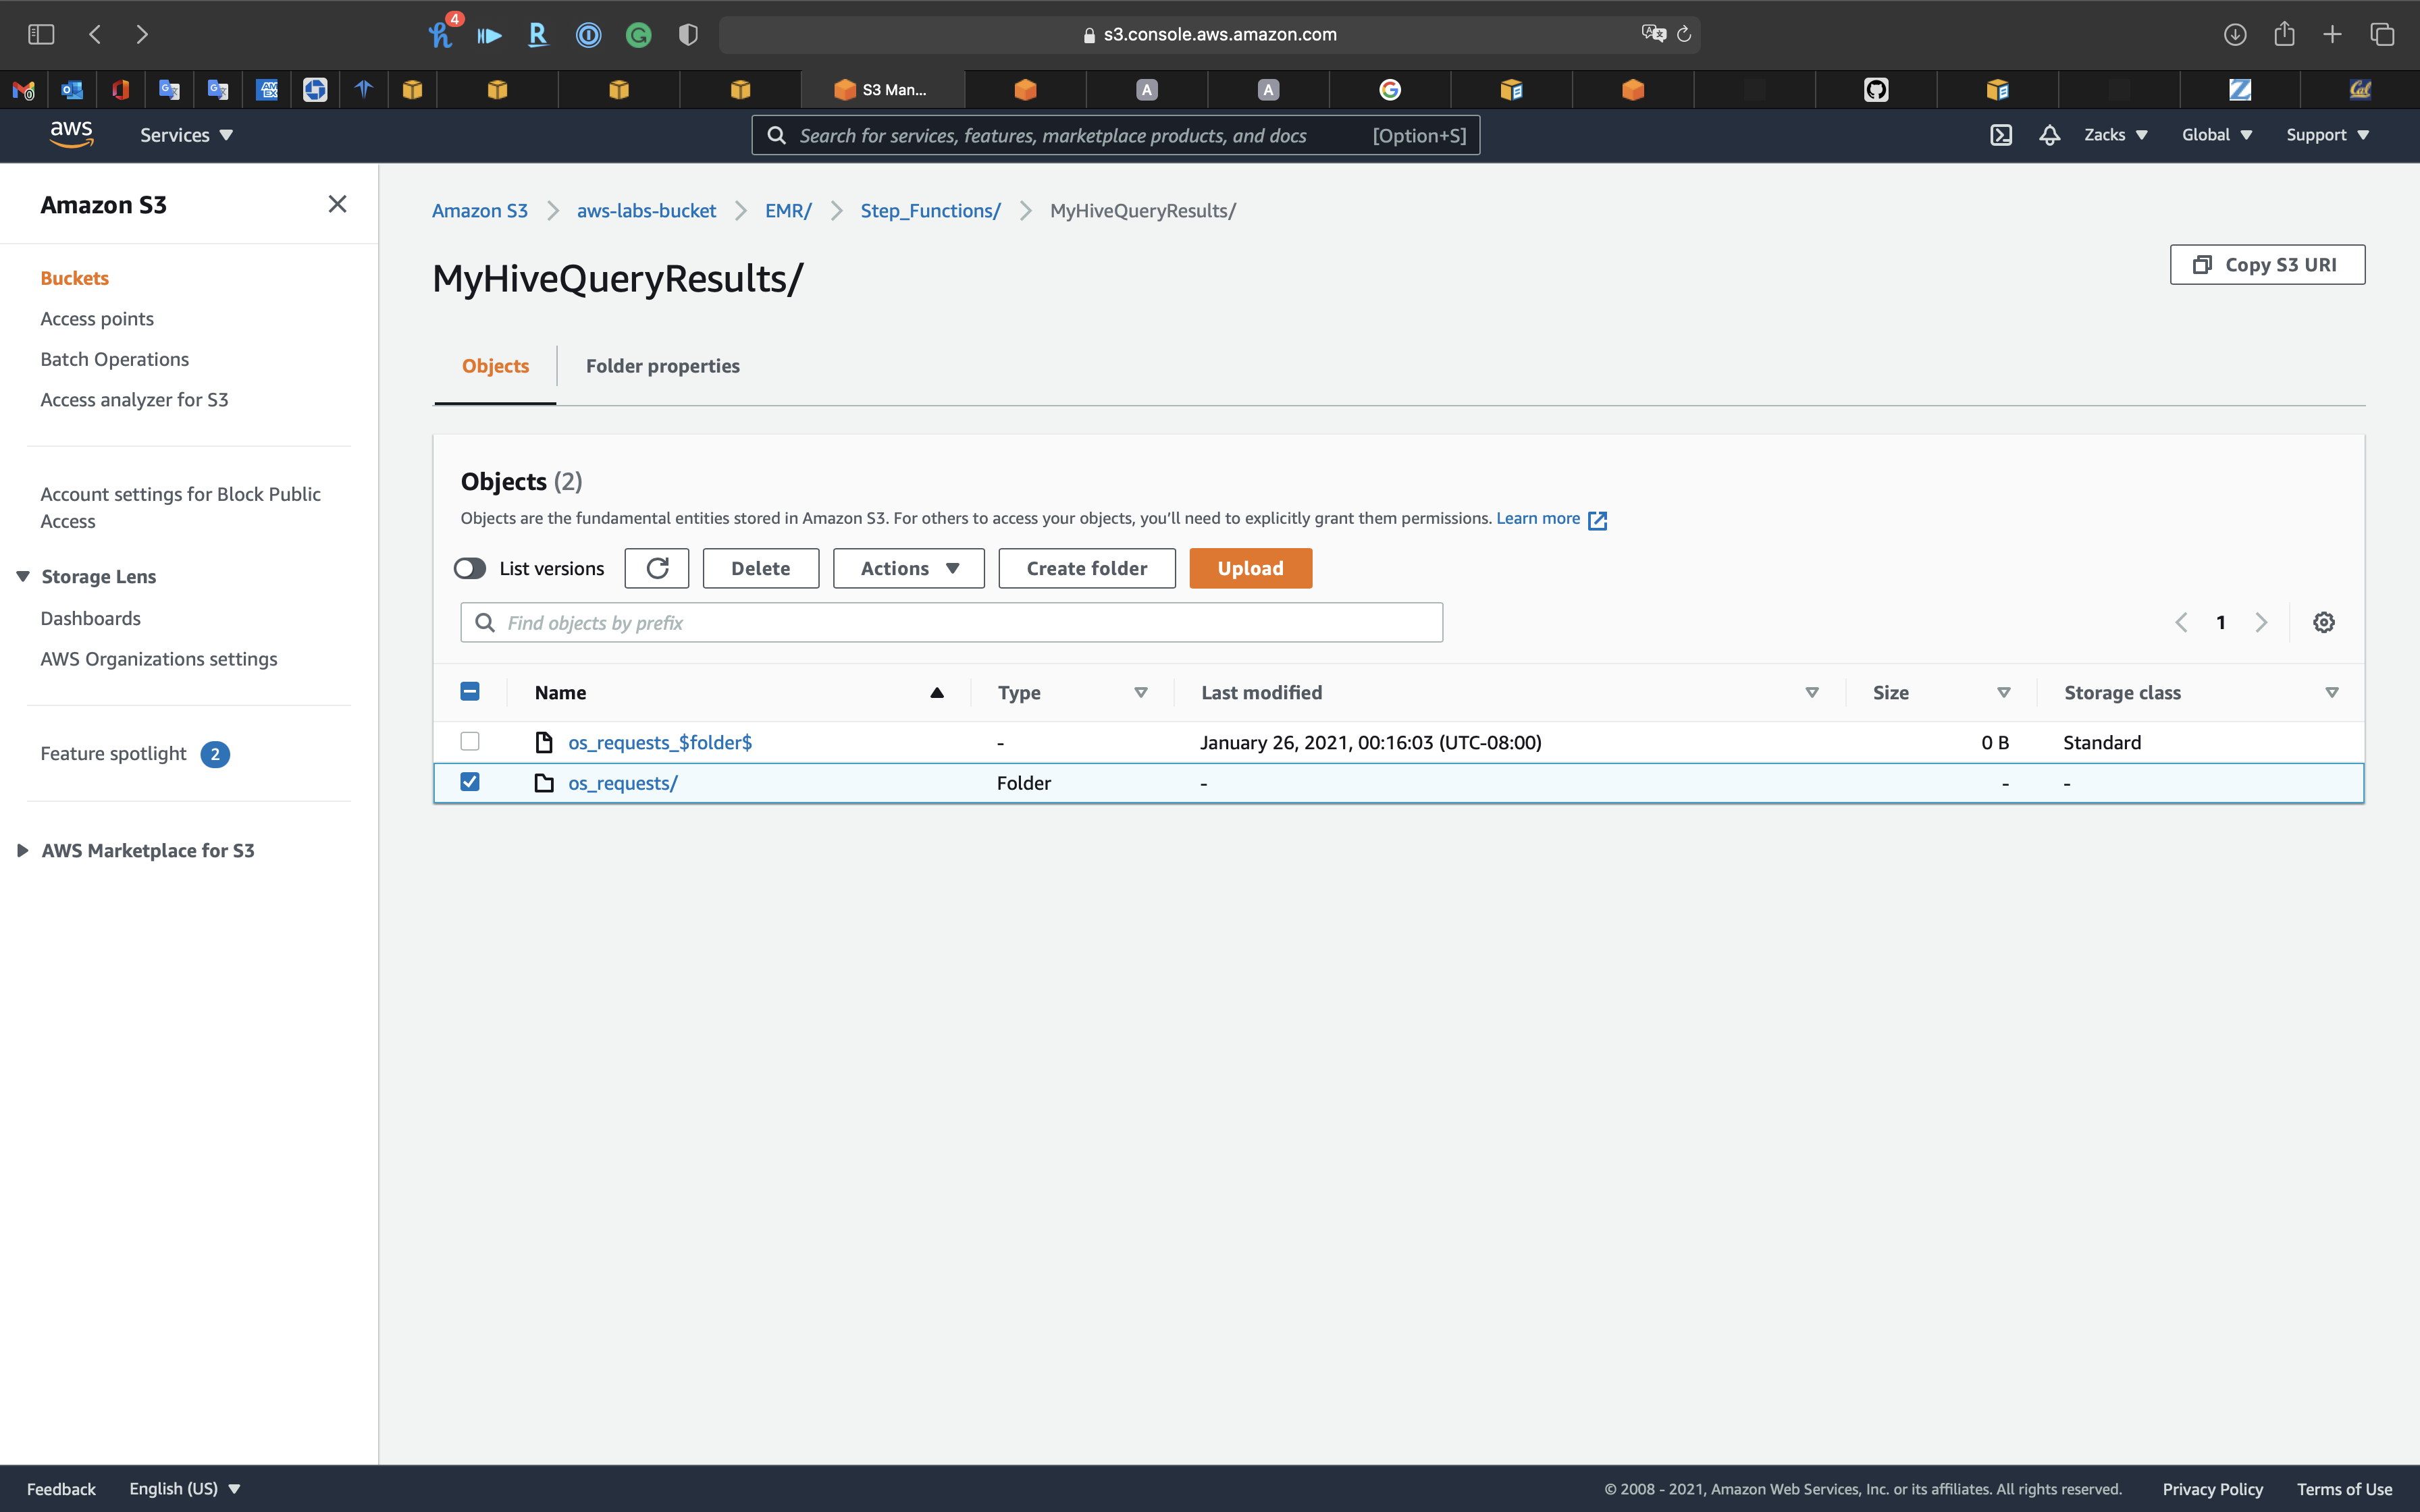 4
s3.console.aws.amazon.com
S3 Man...
A
A
Cal
aws
Services
Search for services, features, marketplace products, and docs [Option+S]
Zacks
Global
Support
Amazon S3
Buckets
Access points
Batch Operations
Access analyzer for S3
Account settings for Block Public
Access
Storage Lens
Dashboards
AWS Organizations settings
Feature spotlight 2
AWS Marketplace for S3
Amazon S3 aws-labs-bucket EMR/ Step_Functions/ MyHiveQueryResults/
MyHiveQueryResults/
Copy S3 URI
Objects Folder properties
Objects (2)
Objects are the fundamental entities stored in Amazon S3. For others to access your objects, you’ll need to explicitly grant them permissions. Learn more
List versions Delete Actions Create folder Upload
Find objects by prefix
1
Name Type Last modified Size Storage class
os_requests_$folder$ - January 26, 2021, 00:16:03 (UTC-08:00) 0 B Standard
os_requests/ Folder - - -
Feedback English (US) © 2008 - 2021, Amazon Web Services, Inc. or its affiliates. All rights reserved. Privacy Policy Terms of Use